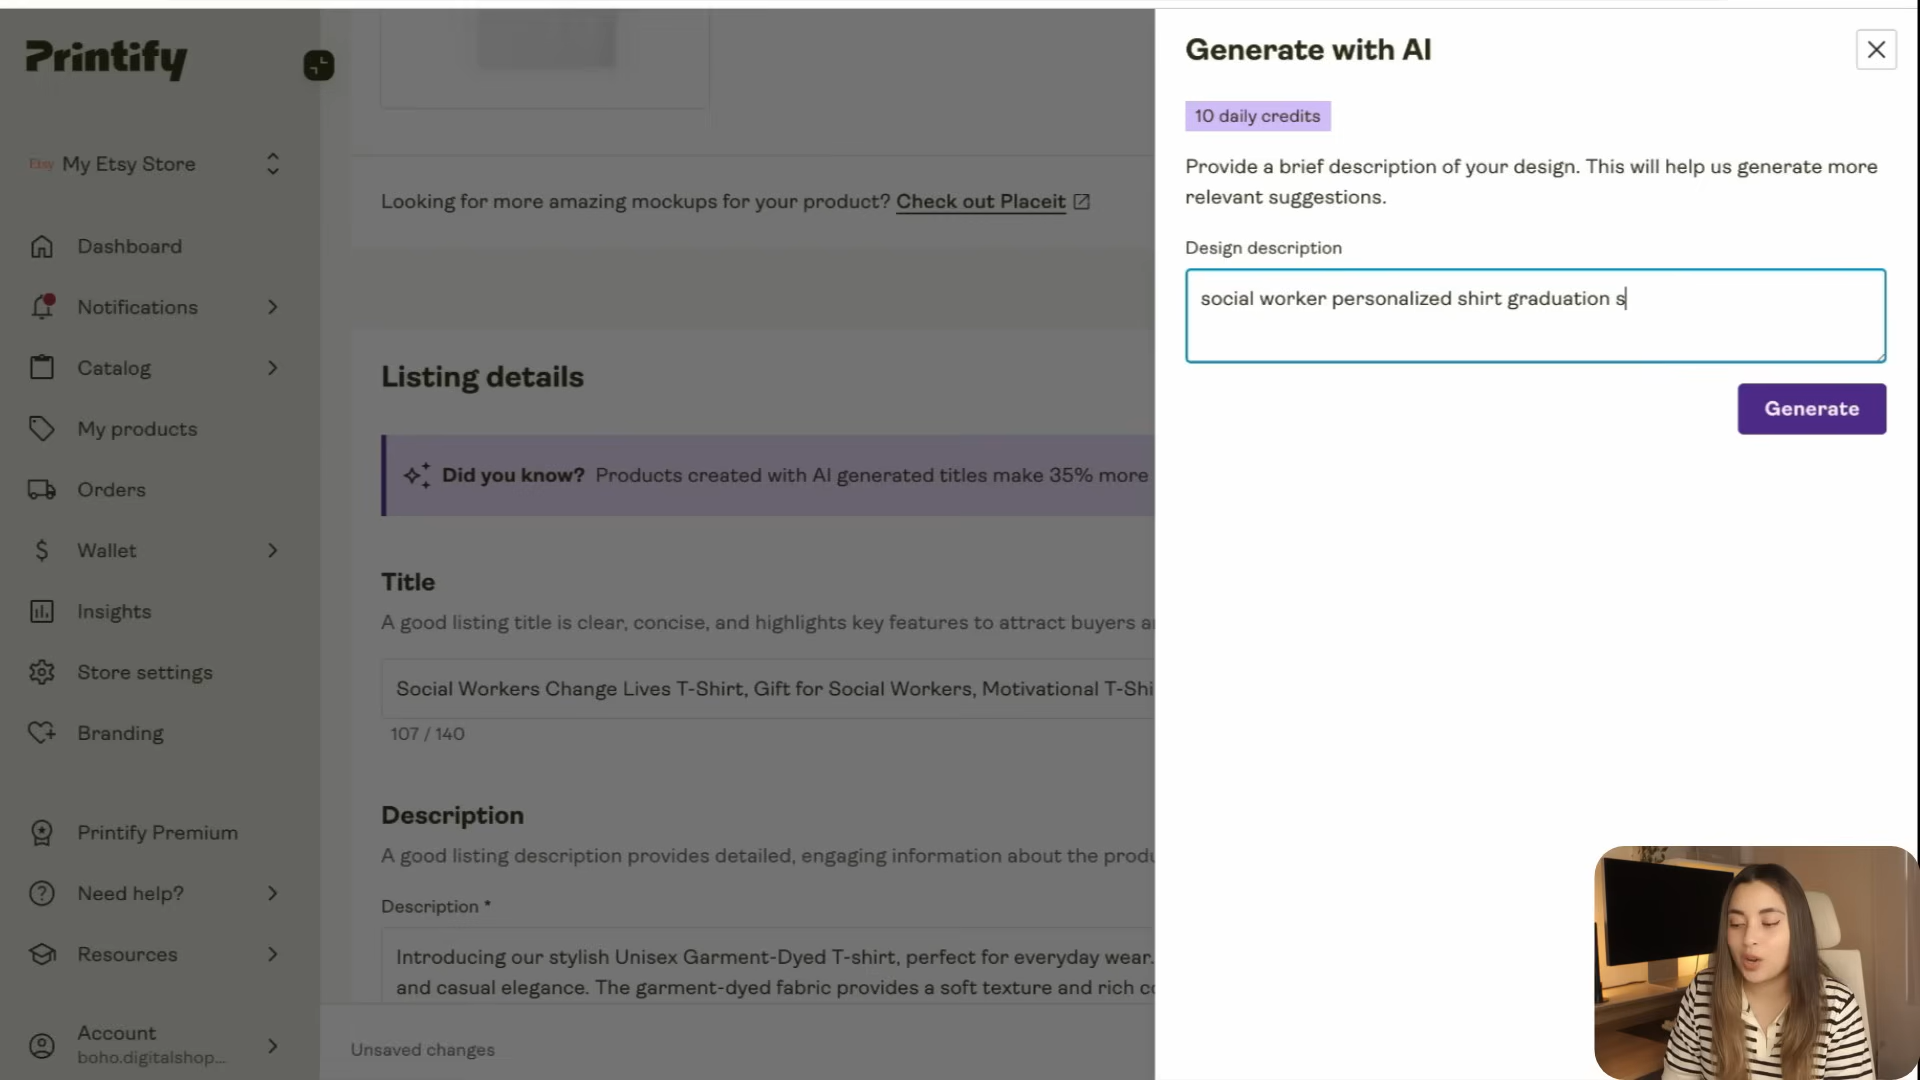 Printify
Etsy My Etsy Store
Dashboard
Notifications
Catalog
My products
Orders
Wallet
Insights
Store settings
Branding
Printify Premium
Need help?
Resources
Account
boho.digitalshop...
Looking for more amazing mockups for your product? Check out Placeit
Listing details
Did you know? Products created with AI generated titles make 35% more
Title
A good listing title is clear, concise, and highlights key features to attract buyers a
Social Workers Change Lives T-Shirt, Gift for Social Workers, Motivational T-Shi
107 / 140
Description
A good listing description provides detailed, engaging information about the produ
Description *
Introducing our stylish Unisex Garment-Dyed T-shirt, perfect for everyday wear.
and casual elegance. The garment-dyed fabric provides a soft texture and rich c
Unsaved changes
Generate with AI
10 daily credits
Provide a brief description of your design. This will help us generate more
relevant suggestions.
Design description
social worker personalized shirt graduation s
Generate